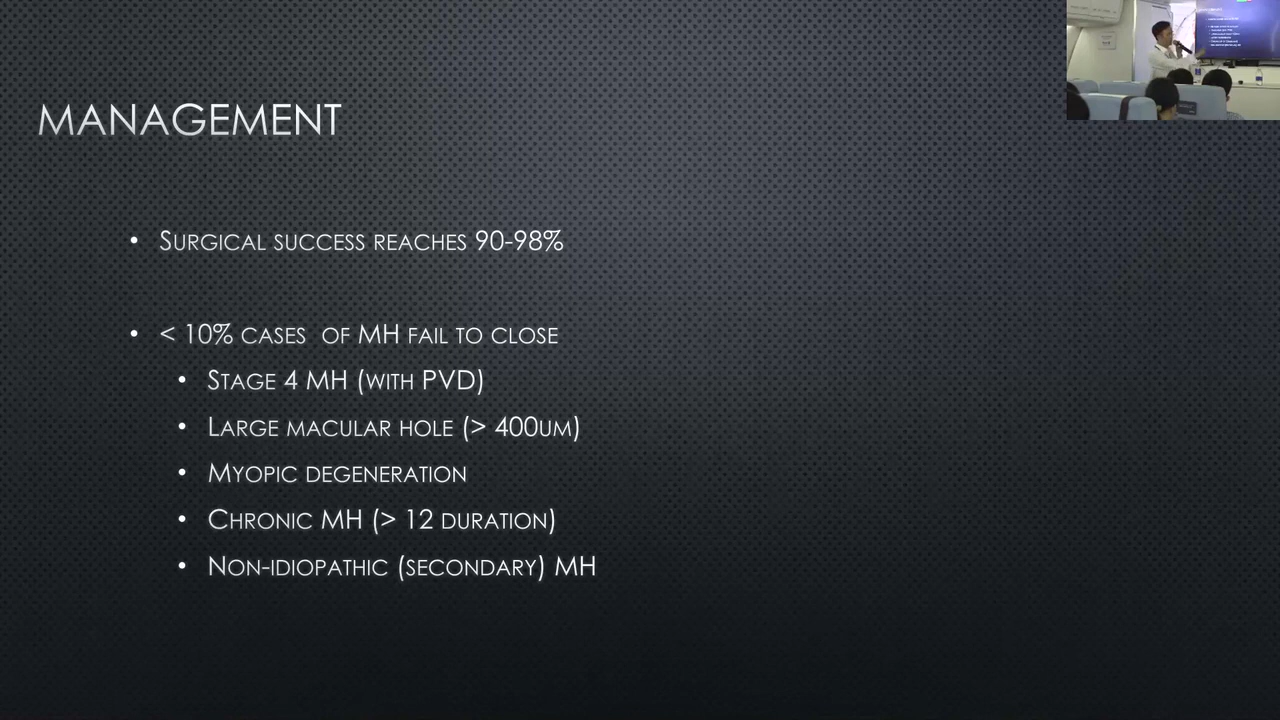 MANAGEMENT
• SURGICAL SUCCESS REACHES 90-98%
• < 10% CASES OF MH FAIL TO CLOSE
• STAGE 4 MH (WITH PVD)
• LARGE MACULAR HOLE (> 400UM)
• MYOPIC DEGENERATION
• CHRONIC MH (> 12 DURATION)
• NON-IDIOPATHIC (SECONDARY) MH